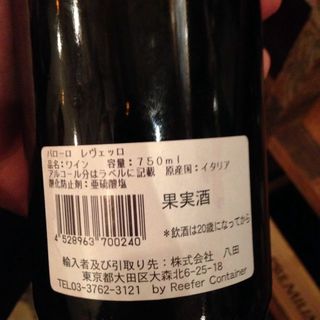 バローロ レヴェッロ
品名：ワイン 容量：750ml
アルコール分はラベルに記載 原産国：イタリア
酸化防止剤：亜硫酸塩
果実酒
4 528963 700240
＊飲酒は20歳になってから
輸入者及び引取り先：株式会社 八田
東京都大田区大森北6-25-18
TEL03-3762-3121 by Reefer Container